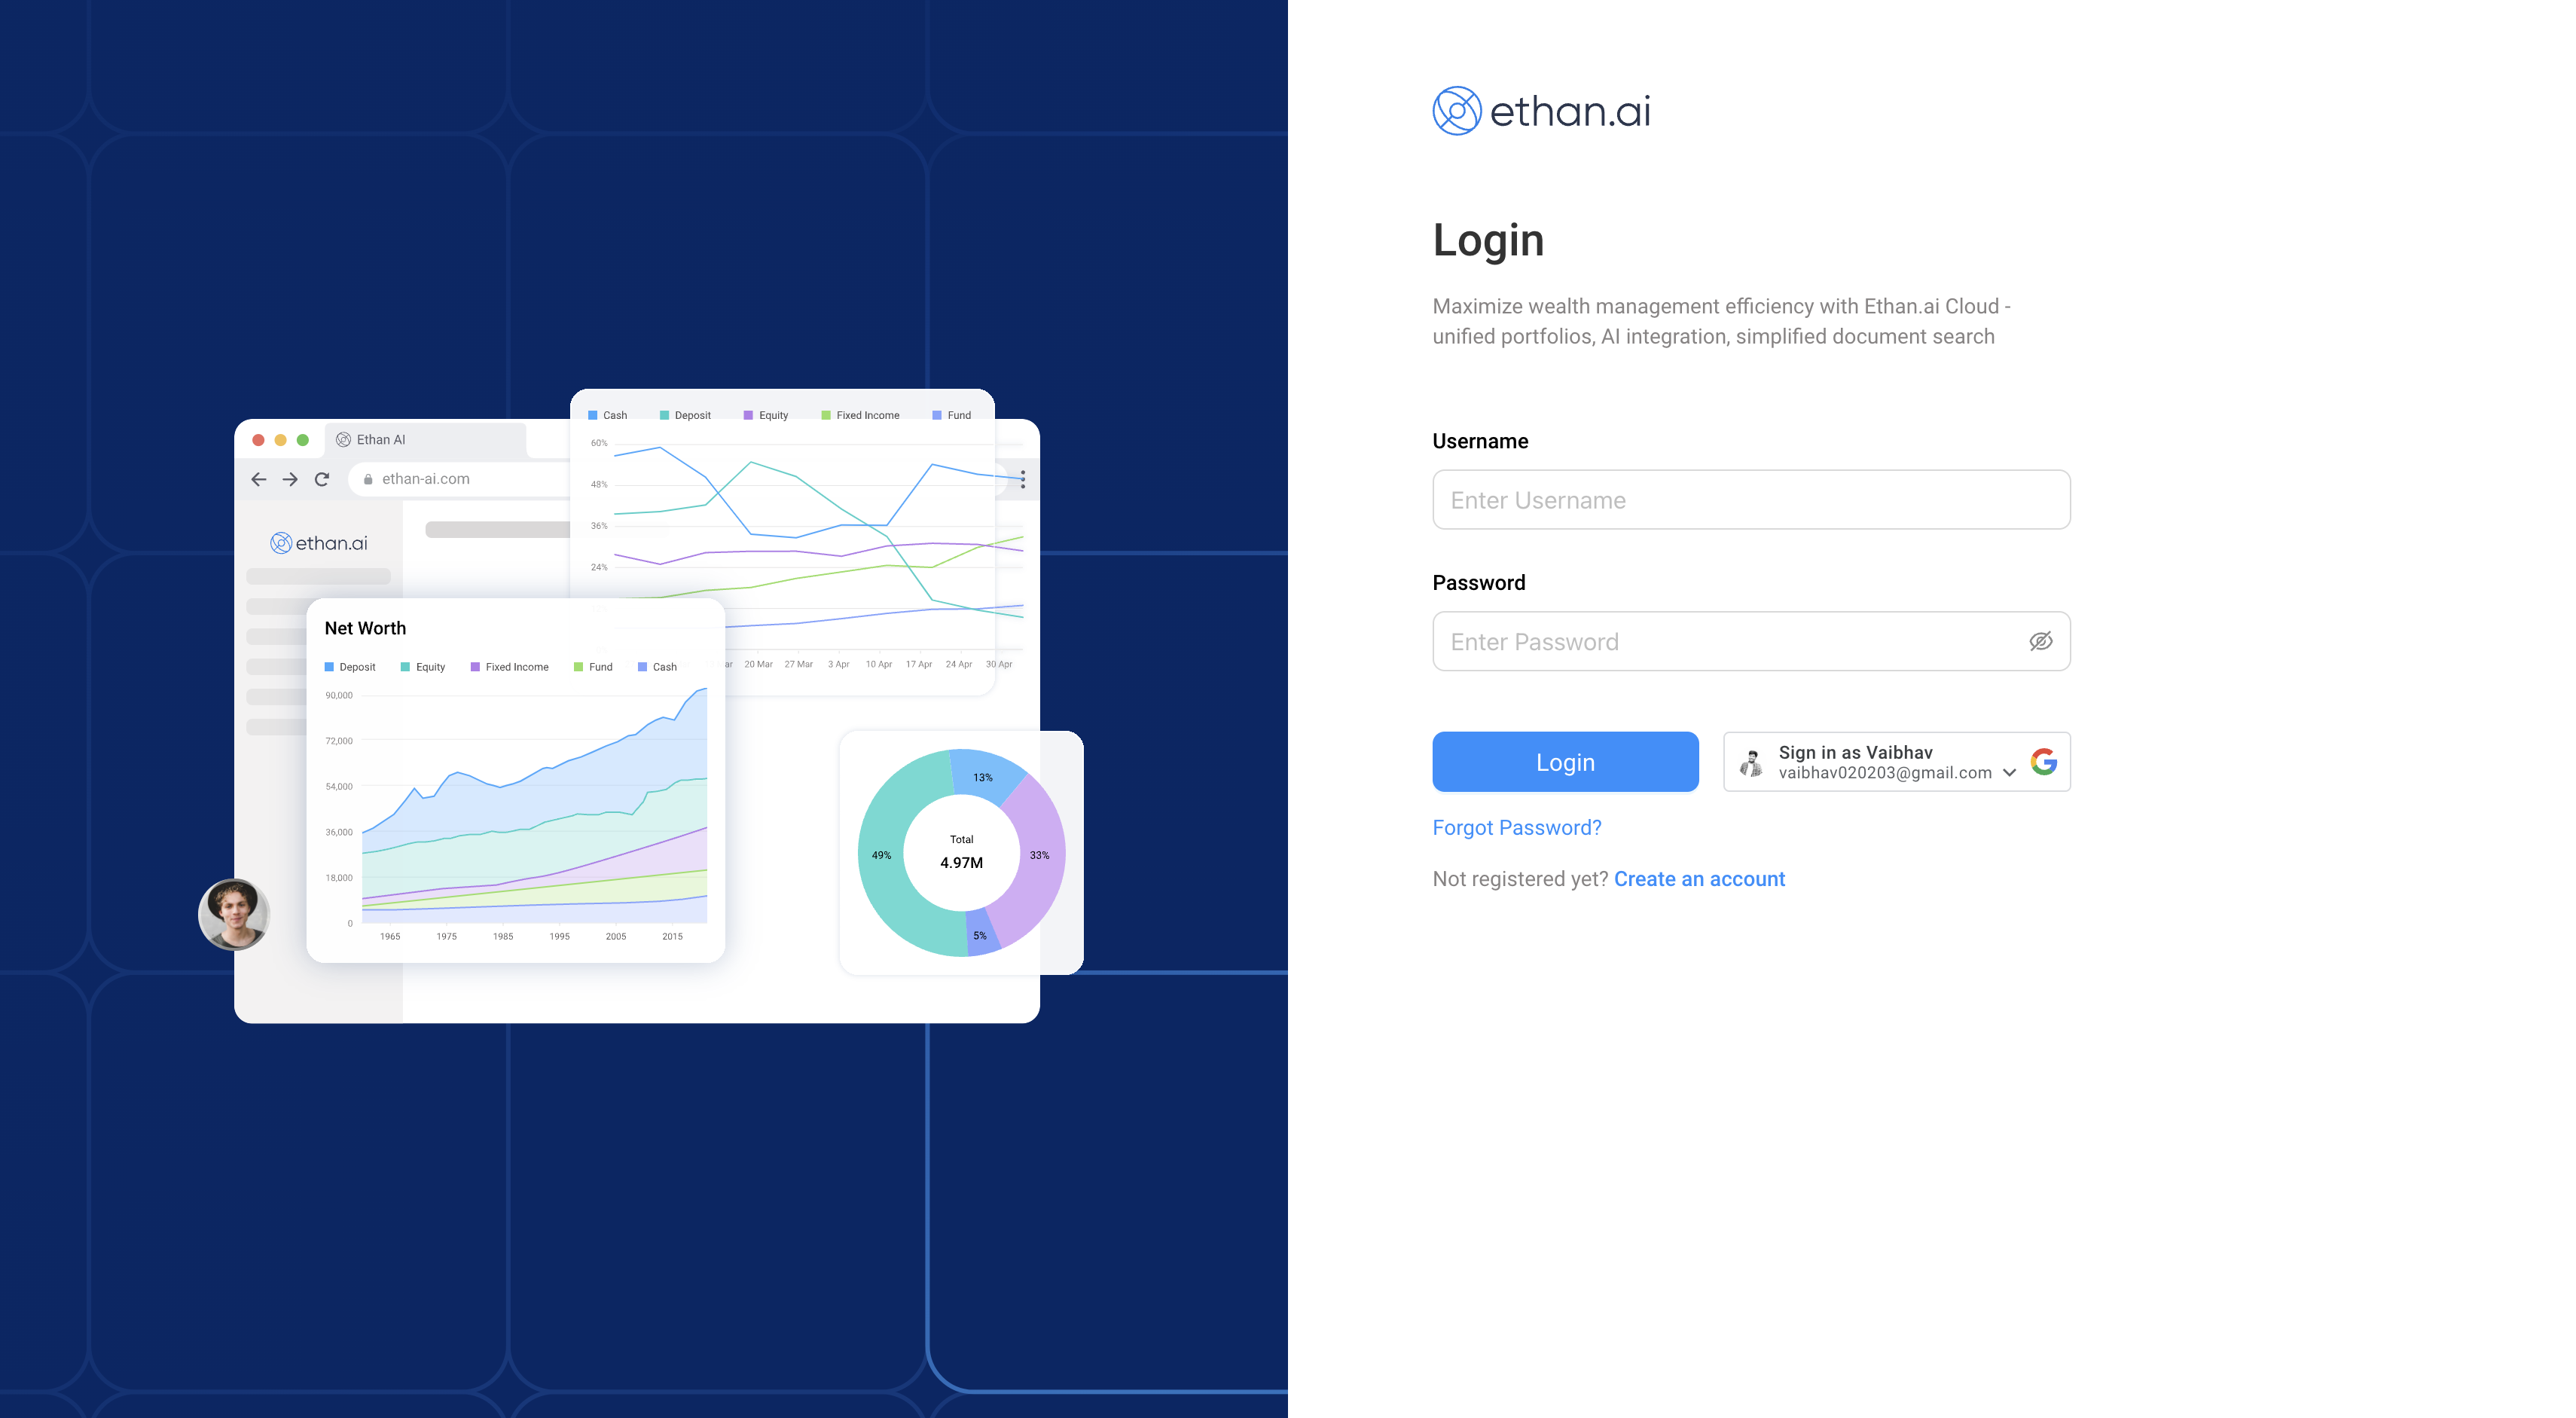 ethan.ai
Login
Maximize wealth management efficiency with Ethan.ai Cloud -
unified portfolios, AI integration, simplified document search
Username
Enter Username
Password
Enter Password
Login
Sign in as Vaibhav
vaibhav020203@gmail.com
Forgot Password?
Not registered yet? Create an account
Ethan AI
ethan-ai.com
ethan.ai
Cash Deposit Equity Fixed Income Fund
60%
48%
36%
24%
20 Mar 27 Mar 3 Apr 10 Apr 17 Apr 24 Apr 30 Apr
Net Worth
Deposit Equity Fixed Income Fund Cash
90,000
72,000
54,000
36,000
18,000
0
1965 1975 1985 1995 2005 2015
13%
49%
33%
5%
Total
4.97M